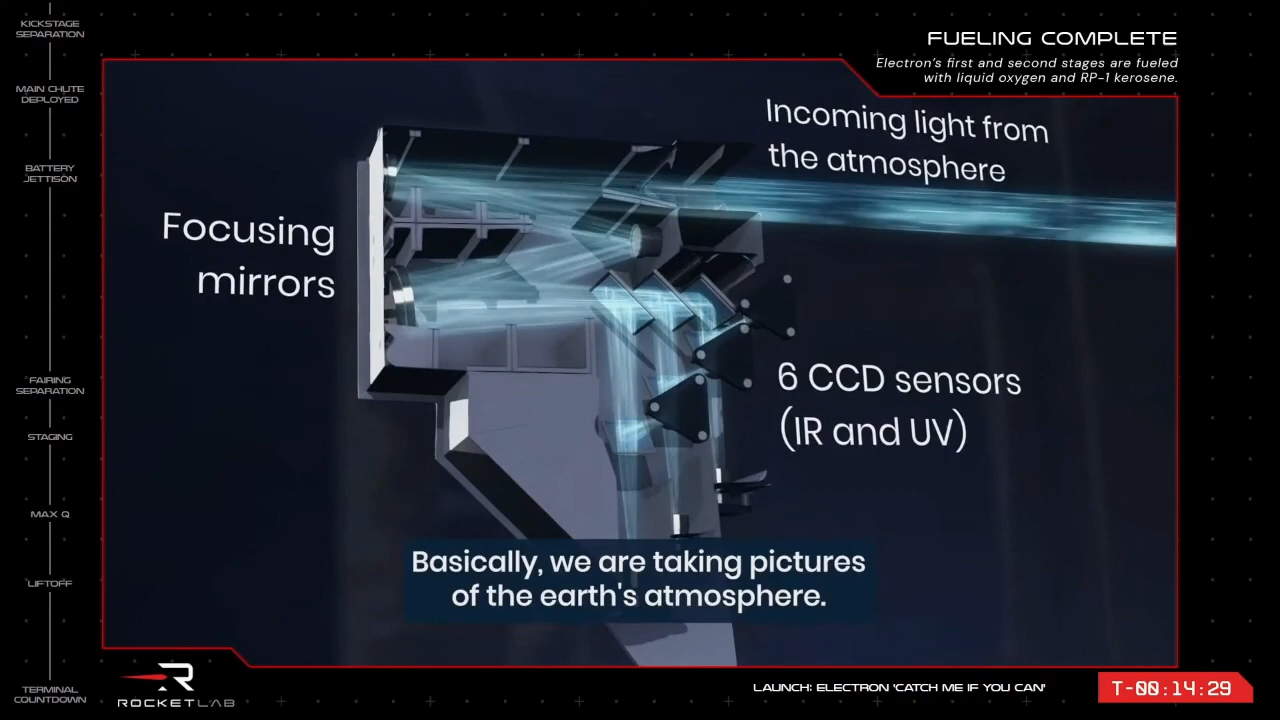 KICKSTAGE
SEPARATION
MAIN CHUTE
DEPLOYED
BATTERY
JETTISON
FAIRING
SEPARATION
STAGING
MAX Q
LIFTOFF
TERMINAL
COUNTDOWN
FUELING COMPLETE
Electron's first and second stages are fueled
with liquid oxygen and RP-1 kerosene.
Incoming light from
the atmosphere
Focusing
mirrors
6 CCD sensors
(IR and UV)
Basically, we are taking pictures
of the earth's atmosphere.
ROCKETLAB
LAUNCH: ELECTRON 'CATCH ME IF YOU CAN'
T-00:14:29